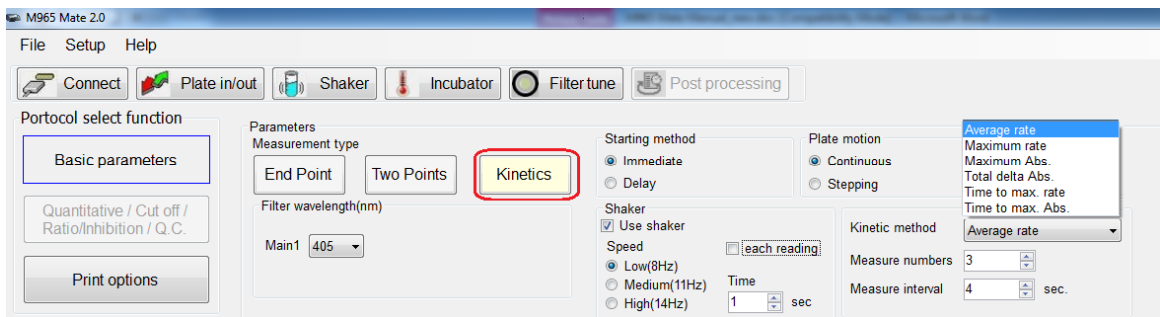 M965 Mate 2.0
File Setup Help
Connect Plate in/out Shaker Incubator Filter tune Post processing
Portocol select function
Basic parameters
Quantitative / Cut off /
Ratio/Inhibition / Q.C.
Print options
Parameters
Measurement type
End Point Two Points Kinetics
Filter wavelength(nm)
Main1 405
Starting method
Immediate
Delay
Plate motion
Continuous
Stepping
Shaker
Use shaker
Speed
each reading
Low(8Hz)
Medium(11Hz)
High(14Hz)
Time
1 sec
Average rate
Maximum rate
Maximum Abs.
Total delta Abs.
Time to max. rate
Time to max. Abs.
Kinetic method Average rate
Measure numbers 3
Measure interval 4 sec.